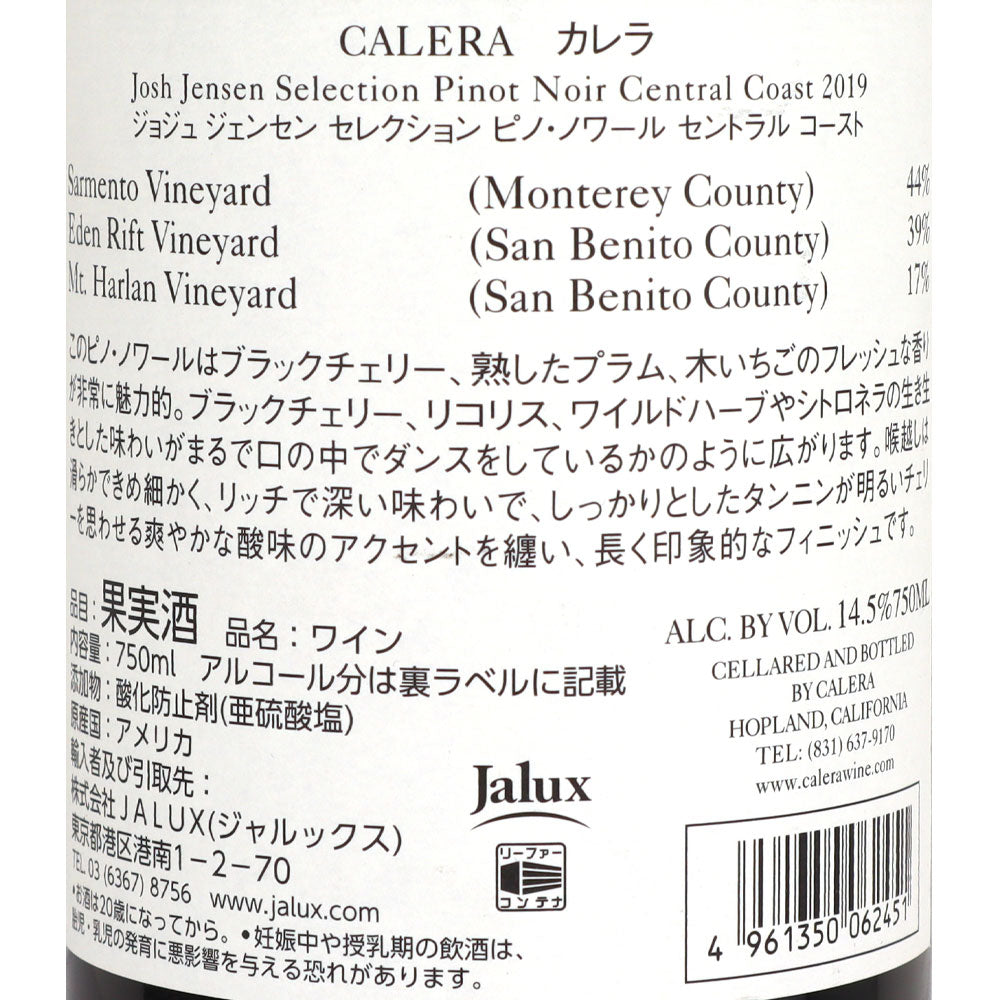 CALERA カレラ
Josh Jensen Selection Pinot Noir Central Coast 2019
ジョジュ ジェンセン セレクション ピノ・ノワール セントラル コースト
Sarmento Vineyard (Monterey County) 44%
Eden Rift Vineyard (San Benito County) 39%
Mt. Harlan Vineyard (San Benito County) 17%
このピノ・ノワールはブラックチェリー、熟したプラム、木いちごのフレッシュな香り
が非常に魅力的。ブラックチェリー、リコリス、ワイルドハーブやシトロネラの生き生
きとした味わいがまるで口の中でダンスをしているかのように広がります。喉越しは
滑らかできめ細かく、リッチで深い味わいで、しっかりとしたタンニンが明るいチェリ
ーを思わせる爽やかな酸味のアクセントを纏い、長く印象的なフィニッシュです。
品目：果実酒 品名：ワイン
内容量：750ml アルコール分は裏ラベルに記載
添加物：酸化防止剤(亜硫酸塩)
原産国：アメリカ
輸入者及び引取先：
株式会社JALUX(ジャルックス)
東京都港区港南1-2-70
TEL.03 (6367) 8756 www.jalux.com
•お酒は20歳になってから。•妊娠中や授乳期の飲酒は、
胎児・乳児の発育に悪影響を与える恐れがあります。
ALC. BY VOL. 14.5% 750ML
CELLARED AND BOTTLED
BY CALERA
HOPLAND, CALIFORNIA
TEL: (831) 637-9170
www.calerawine.com
Jalux
リーファー
コンテナ
4 961350 062451